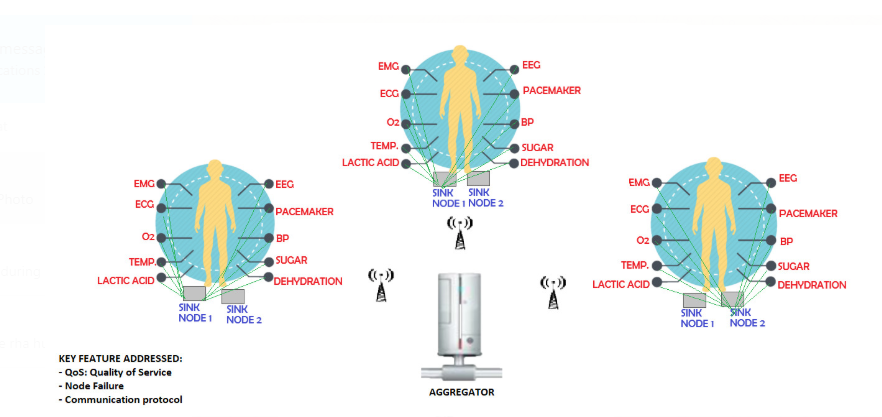 EMG
EEG
ECG
PACEMAKER
O2
BP
TEMP.
SUGAR
LACTIC ACID
DEHYDRATION
SINK NODE 1
SINK NODE 2
EMG
EEG
ECG
PACEMAKER
O2
BP
TEMP.
SUGAR
LACTIC ACID
DEHYDRATION
SINK NODE 1
SINK NODE 2
EMG
EEG
ECG
PACEMAKER
O2
BP
TEMP.
SUGAR
LACTIC ACID
DEHYDRATION
SINK NODE 1
SINK NODE 2
KEY FEATURE ADDRESSED:
- QoS: Quality of Service
- Node Failure
- Communication protocol
AGGREGATOR